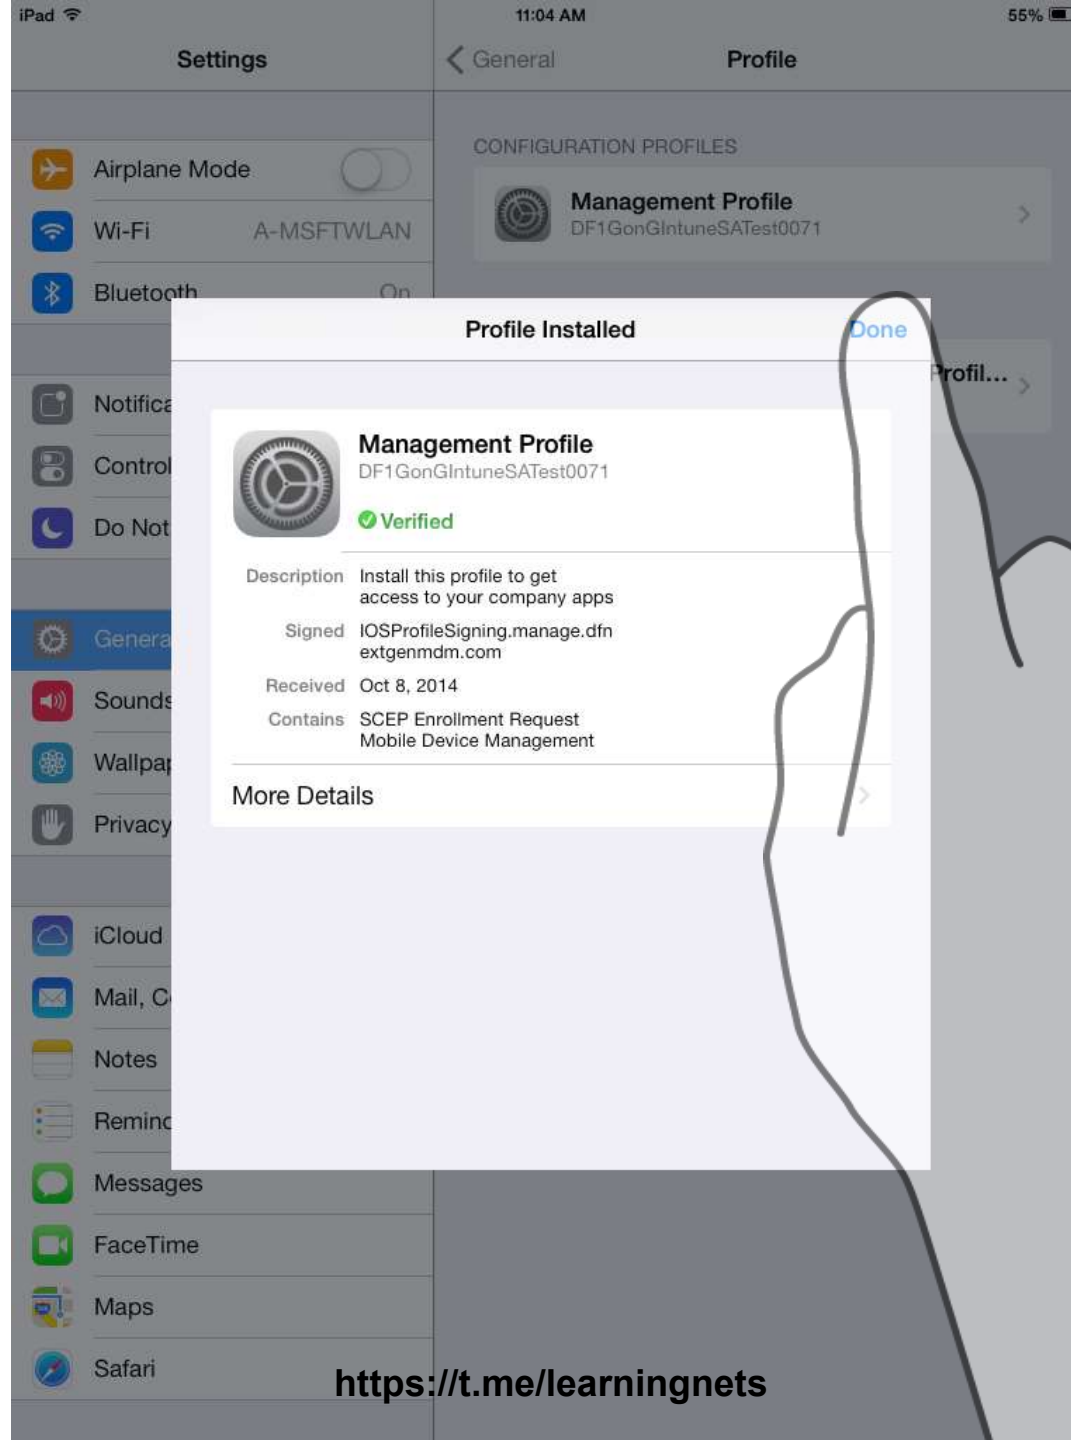 iPad
11:04 AM
55%
Settings
General
Profile
Airplane Mode
Wi-Fi
A-MSFTWLAN
Bluetooth
On
Notifica
Control
Do Not
General
Sounds
Wallpap
Privacy
iCloud
Mail, C
Notes
Remind
Messages
FaceTime
Maps
Safari
CONFIGURATION PROFILES
Management Profile
DF1GonGIntuneSATest0071
Profil...
Profile Installed
Done
Management Profile
DF1GonGIntuneSATest0071
Verified
Description Install this profile to get
access to your company apps
Signed IOSProfileSigning.manage.dfn
extgenmdm.com
Received Oct 8, 2014
Contains SCEP Enrollment Request
Mobile Device Management
More Details
https://t.me/learningnets